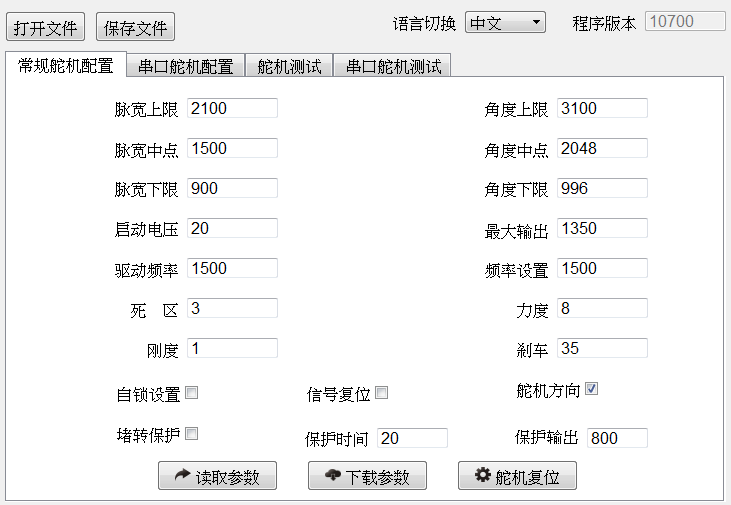 打开文件 保存文件 语言切换 中文 程序版本 10700
常规舵机配置 串口舵机配置 舵机测试 串口舵机测试
脉宽上限 2100 角度上限 3100
脉宽中点 1500 角度中点 2048
脉宽下限 900 角度下限 996
启动电压 20 最大输出 1350
驱动频率 1500 频率设置 1500
死 区 3 力度 8
刚度 1 刹车 35
自锁设置 信号复位 舵机方向
堵转保护 保护时间 20 保护输出 800
读取参数 下载参数 舵机复位